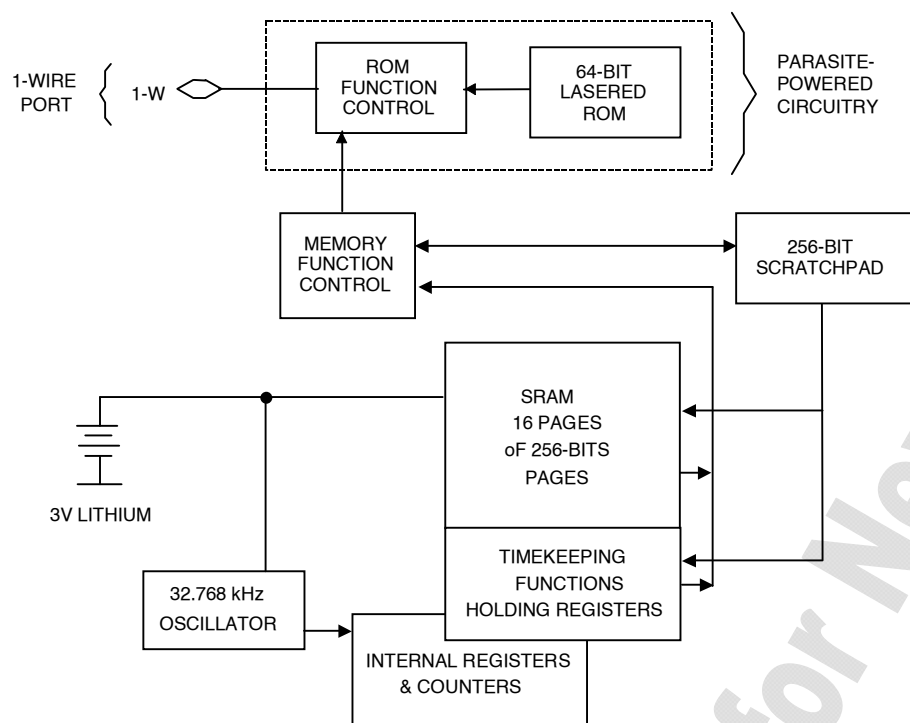 1-WIRE
PORT
1-W
ROM
FUNCTION
CONTROL
64-BIT
LASERED
ROM
PARASITE-
POWERED
CIRCUITRY
MEMORY
FUNCTION
CONTROL
256-BIT
SCRATCHPAD
SRAM
16 PAGES
oF 256-BITS
PAGES
3V LITHIUM
TIMEKEEPING
FUNCTIONS
HOLDING REGISTERS
32.768 kHz
OSCILLATOR
INTERNAL REGISTERS
& COUNTERS
for Ne